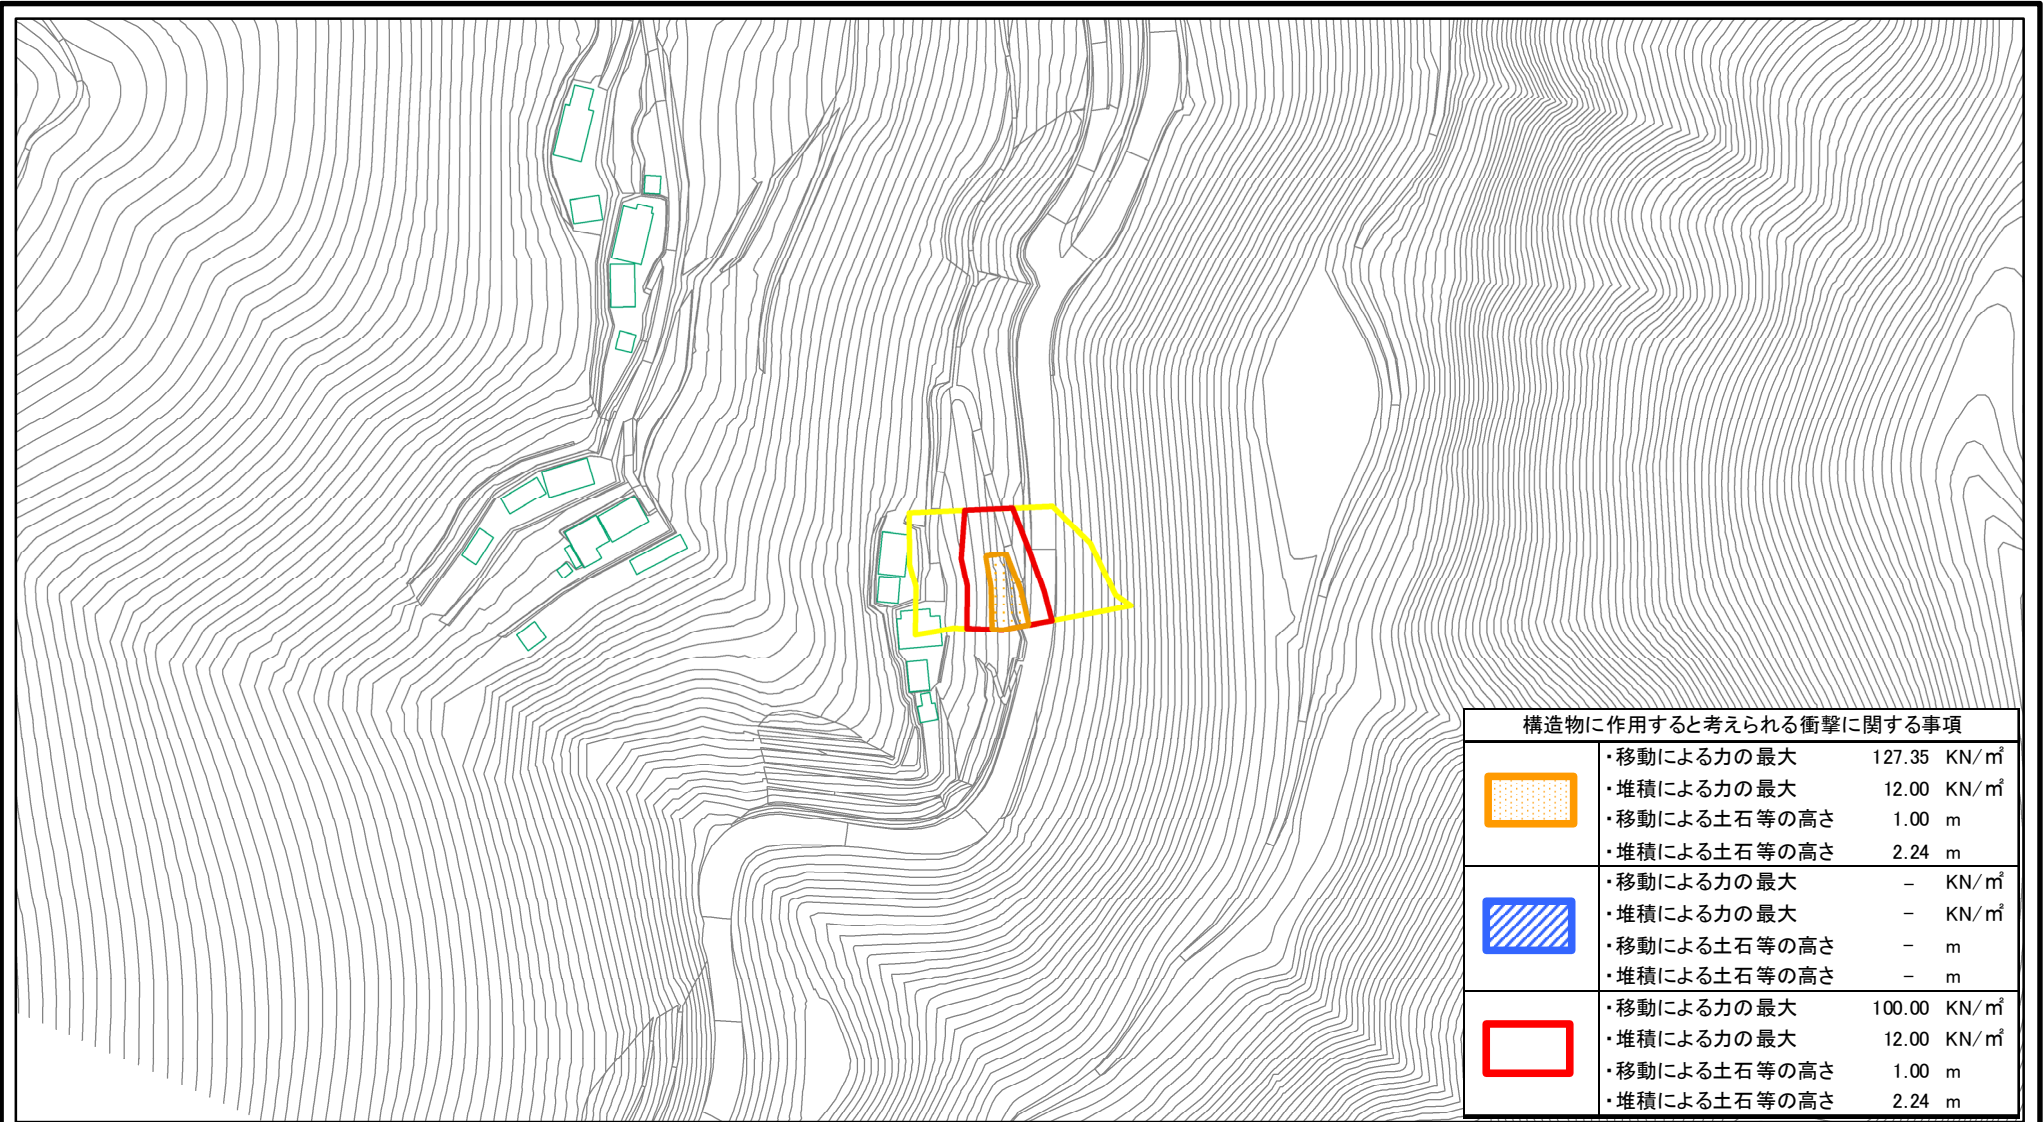 構造物に作用すると考えられる衝撃に関する事項
・移動による力の最大 127.35 KN/㎡
・堆積による力の最大 12.00 KN/㎡
・移動による土石等の高さ 1.00 m
・堆積による土石等の高さ 2.24 m
・移動による力の最大 － KN/㎡
・堆積による力の最大 － KN/㎡
・移動による土石等の高さ － m
・堆積による土石等の高さ － m
・移動による力の最大 100.00 KN/㎡
・堆積による力の最大 12.00 KN/㎡
・移動による土石等の高さ 1.00 m
・堆積による土石等の高さ 2.24 m